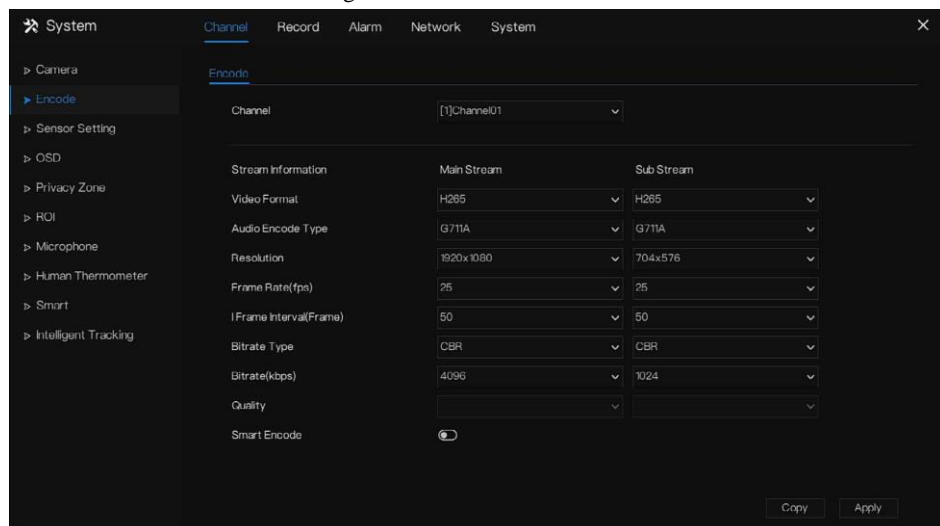 System Channel Record Alarm Network System
Camera
Encode
Sensor Setting
OSD
Privacy Zone
ROI
Microphone
Human Thermometer
Smart
Intelligent Tracking
Encode
Channel [1]Channel01
Stream Information Main Stream Sub Stream
Video Format H265 H265
Audio Encode Type G711A G711A
Resolution 1920x1080 704x576
Frame Rate(fps) 25 25
I Frame Interval(Frame) 50 50
Bitrate Type CBR CBR
Bitrate(kbps) 4096 1024
Quality
Smart Encode
Copy Apply